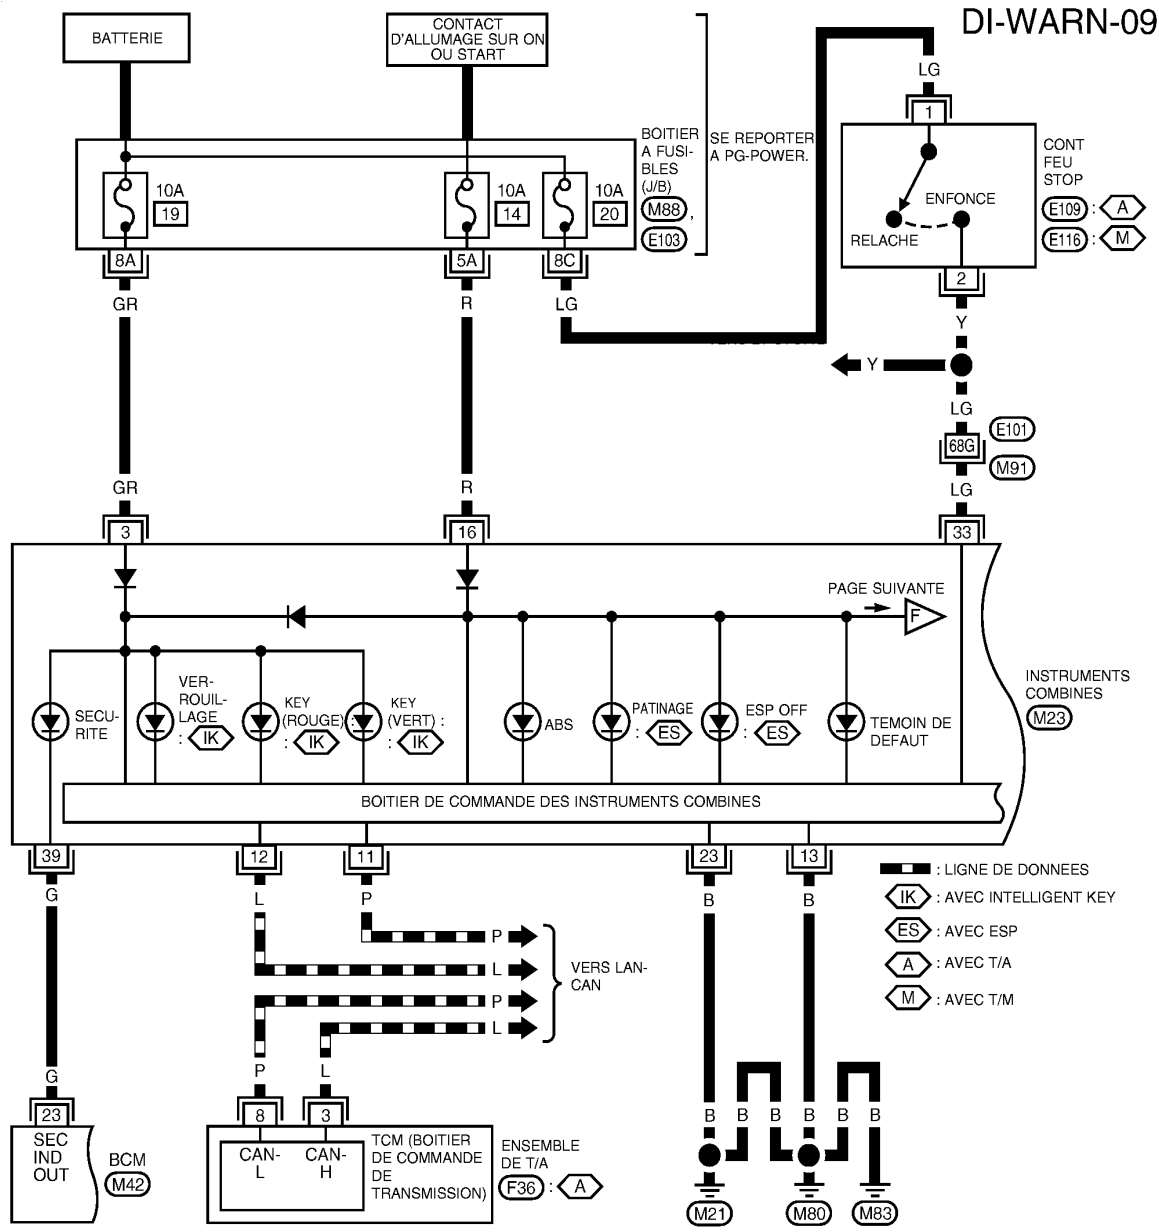 DI-WARN-09
BATTERIE
CONTACT
D'ALLUMAGE SUR ON
OU START
LG
1
BOITIER
A FUSI-
BLES
(J/B)
M88 ,
E103
SE REPORTER
A PG-POWER.
CONT
FEU
STOP
E109 : A
E116 : M
ENFONCE
RELACHE
2
10A
19
10A
14
10A
20
8A
5A
8C
GR
R
LG
Y
Y
LG
68G
E101
M91
GR
R
LG
3
16
33
PAGE SUIVANTE
F
SECU-
RITE
VER-
ROUIL-
LAGE
: IK
KEY
(ROUGE) :
: IK
KEY
(VERT) :
: IK
ABS
PATINAGE
: ES
ESP OFF
: ES
TEMOIN DE
DEFAUT
INSTRUMENTS
COMBINES
M23
BOITIER DE COMMANDE DES INSTRUMENTS COMBINES
39
12
11
23
13
G
L
P
B
B
: LIGNE DE DONNEES
IK : AVEC INTELLIGENT KEY
ES : AVEC ESP
A : AVEC T/A
M : AVEC T/M
P
L
P
L
VERS LAN-
CAN
G
P
L
23
8
3
SEC
IND
OUT
BCM
M42
CAN-
L
CAN-
H
TCM (BOITIER
DE COMMANDE
DE
TRANSMISSION)
ENSEMBLE
DE T/A
F36 : A
B
B
B
B
B
B
M21
M80
M83